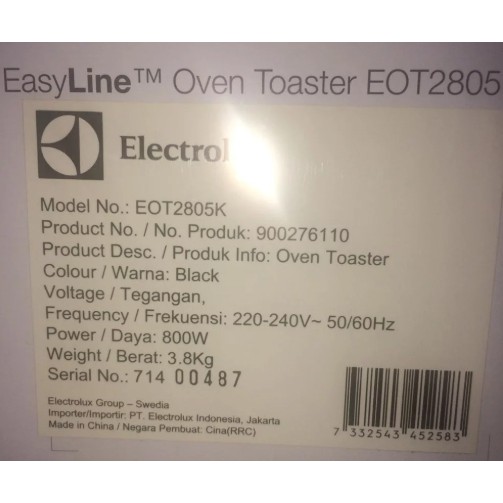 EasyLine™ Oven Toaster EOT2805
Electrol
Model No.: EOT2805K
Product No. / No. Produk: 900276110
Product Desc. / Produk Info: Oven Toaster
Colour / Warna: Black
Voltage / Tegangan,
Frequency / Frekuensi: 220-240V~ 50/60Hz
Power / Daya: 800W
Weight / Berat: 3.8Kg
Serial No.: 714 00487
Electrolux Group – Swedia
Importer/Importir: PT. Electrolux Indonesia, Jakarta
Made in China / Negara Pembuat: Cina(RRC)
7 332543 452583